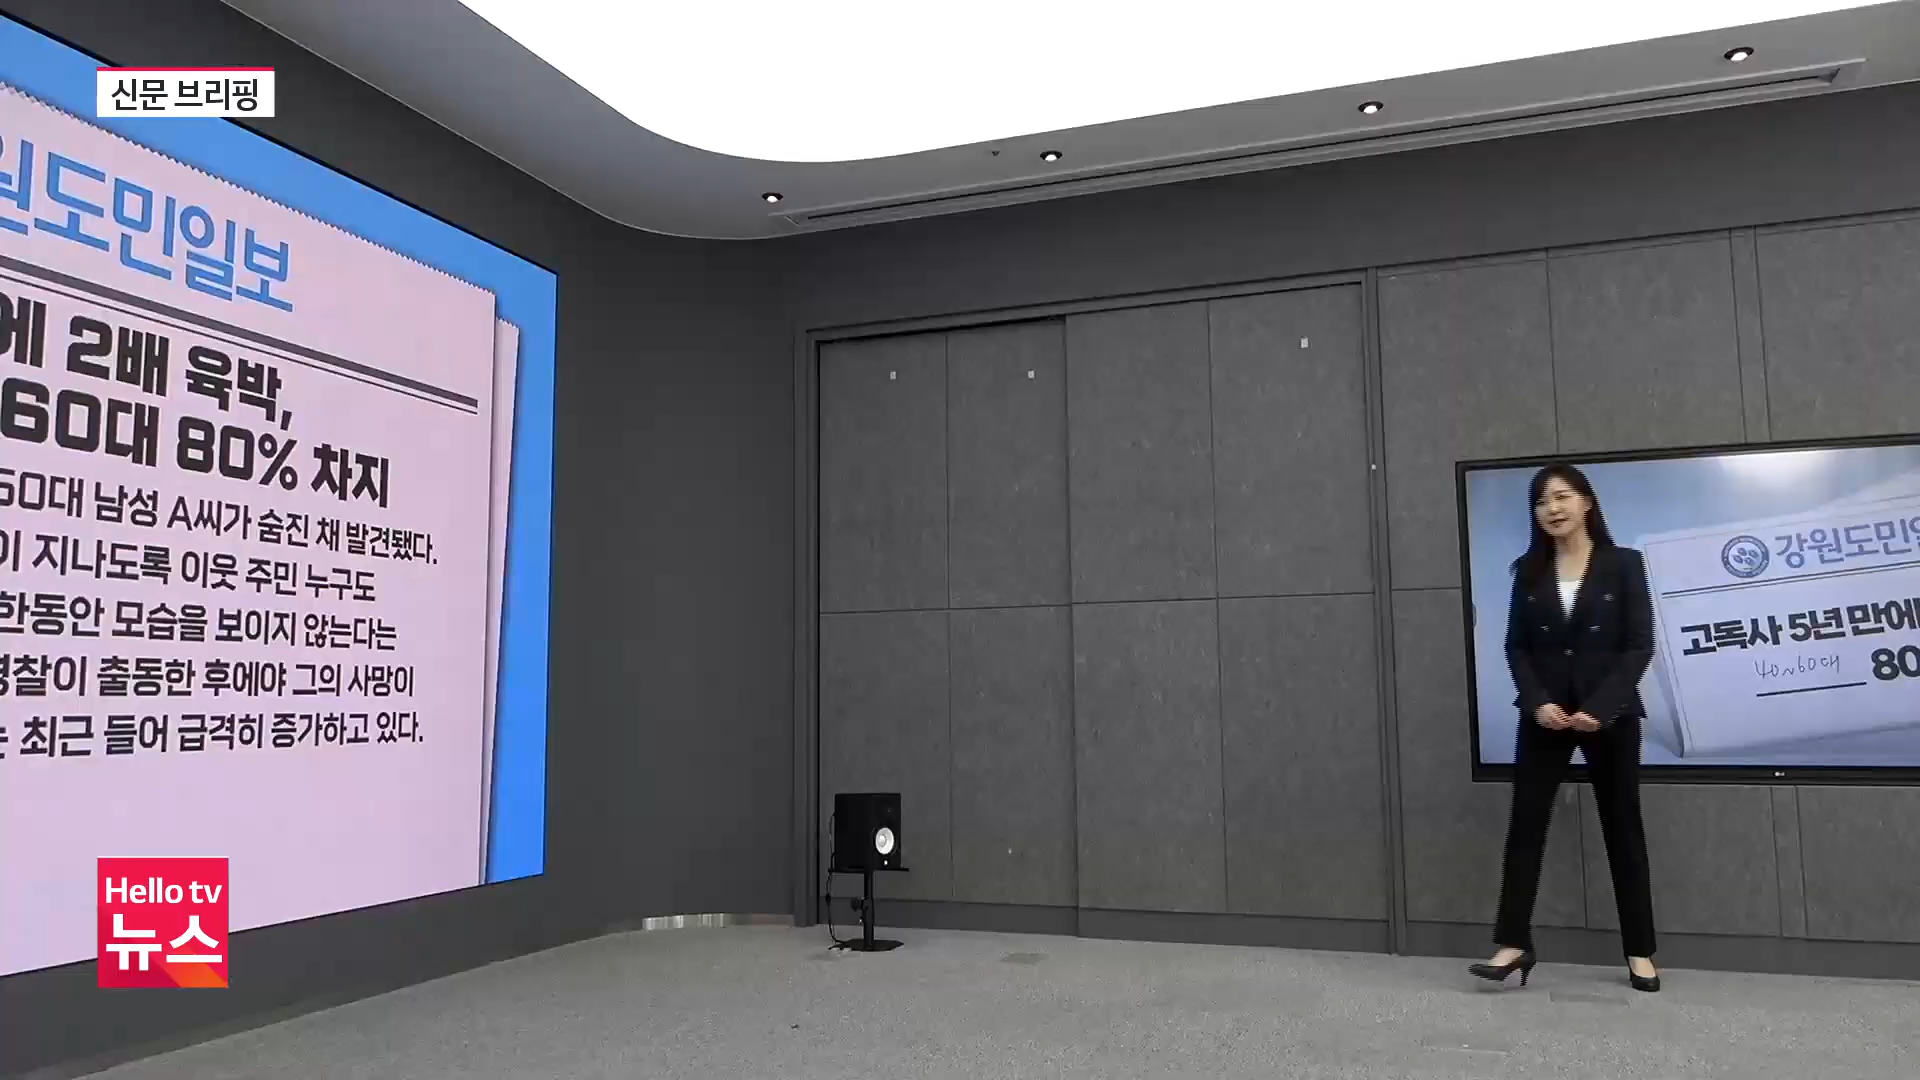 신문 브리핑
원도민일보
에 2배 육박,
60대 80% 차지
50대 남성 A씨가 숨진 채 발견됐다.
이 지나도록 이웃 주민 누구도
한동안 모습을 보이지 않는다는
경찰이 출동한 후에야 그의 사망이
는 최근 들어 급격히 증가하고 있다.
Hello tv
뉴스
강원도민일
고독사 5년 만에
40~60대 80
LG